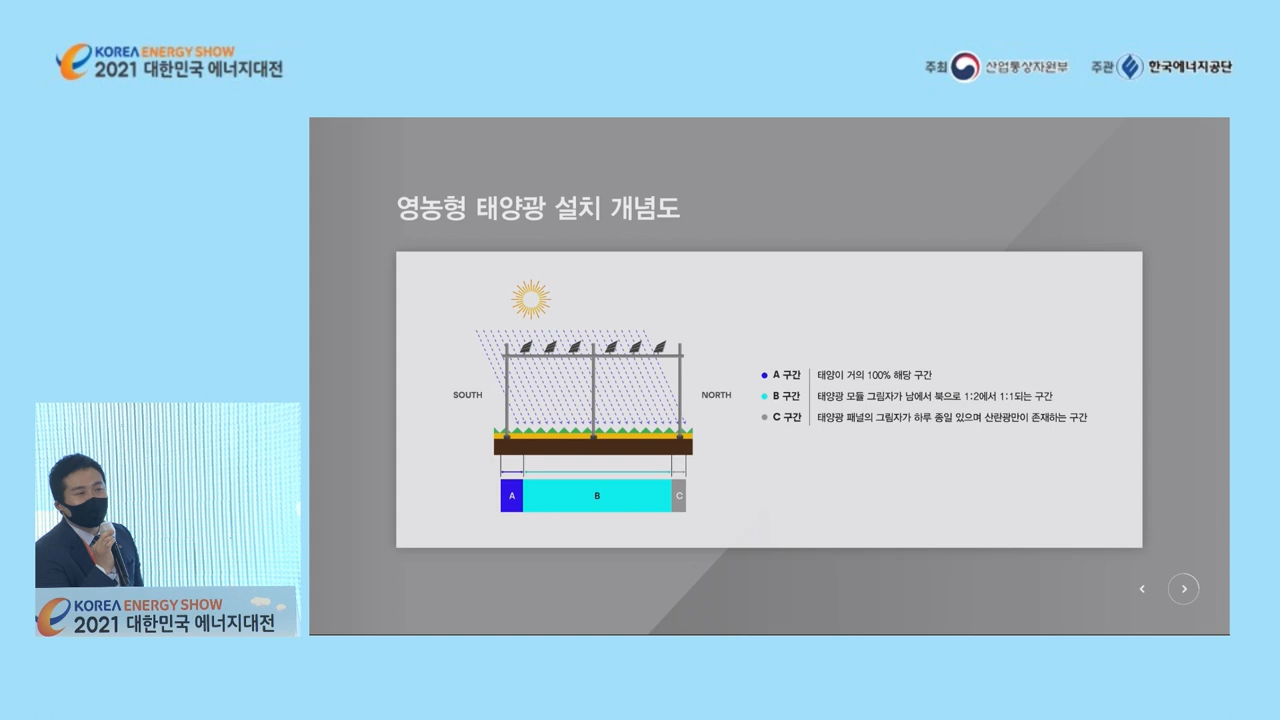 KOREA ENERGY SHOW
2021 대한민국 에너지대전
주최 산업통상자원부 주관 한국에너지공단
영농형 태양광 설치 개념도
SOUTH
NORTH
A 구간 태양이 거의 100% 해당 구간
B 구간 태양광 모듈 그림자가 남에서 북으로 1:2에서 1:1되는 구간
C 구간 태양광 패널의 그림자가 하루 종일 있으며 산란광만이 존재하는 구간
A B C
KOREA ENERGY SHOW
2021 대한민국 에너지대전